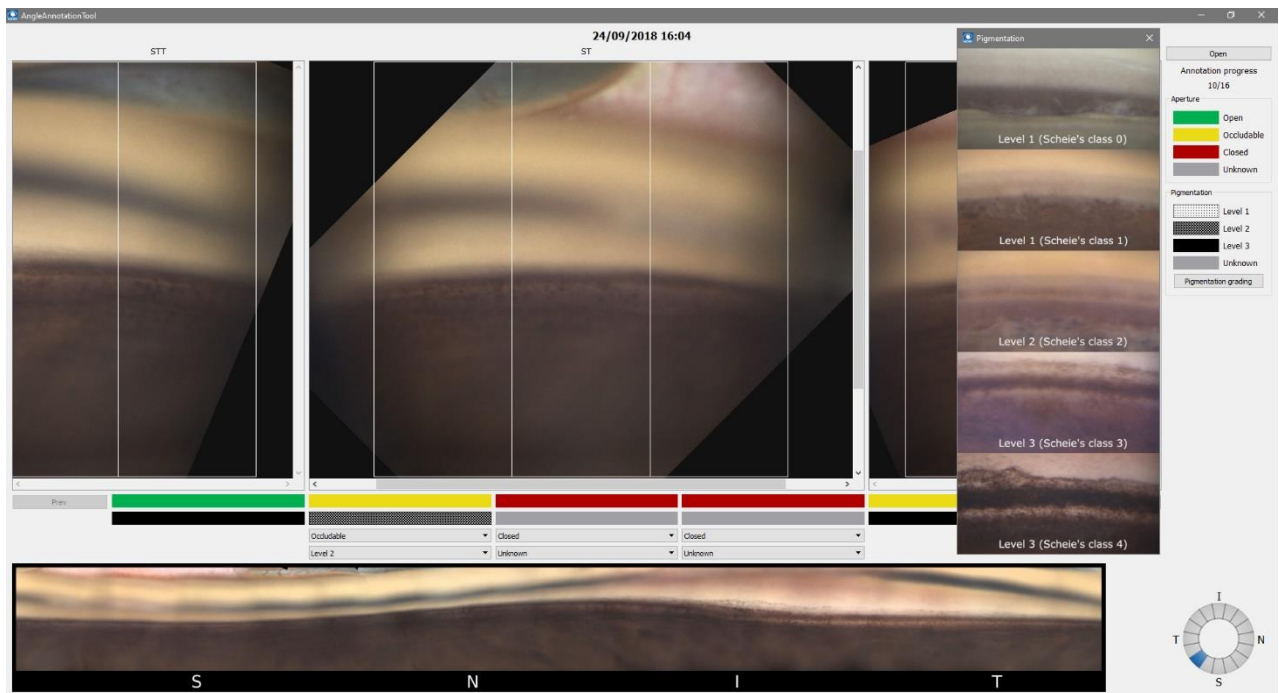 AngleAnnotationTool
24/09/2018 16:04
STT
ST
Pigmentation
Level 1 (Scheie's class 0)
Level 1 (Scheie's class 1)
Level 2 (Scheie's class 2)
Level 3 (Scheie's class 3)
Level 3 (Scheie's class 4)
Open
Annotation progress
10/16
Aperture
Open
Occludable
Closed
Unknown
Pigmentation
Level 1
Level 2
Level 3
Unknown
Pigmentation grading
Prev
Occludable
Closed
Closed
Level 2
Unknown
Unknown
S
N
I
T
I
T
N
S